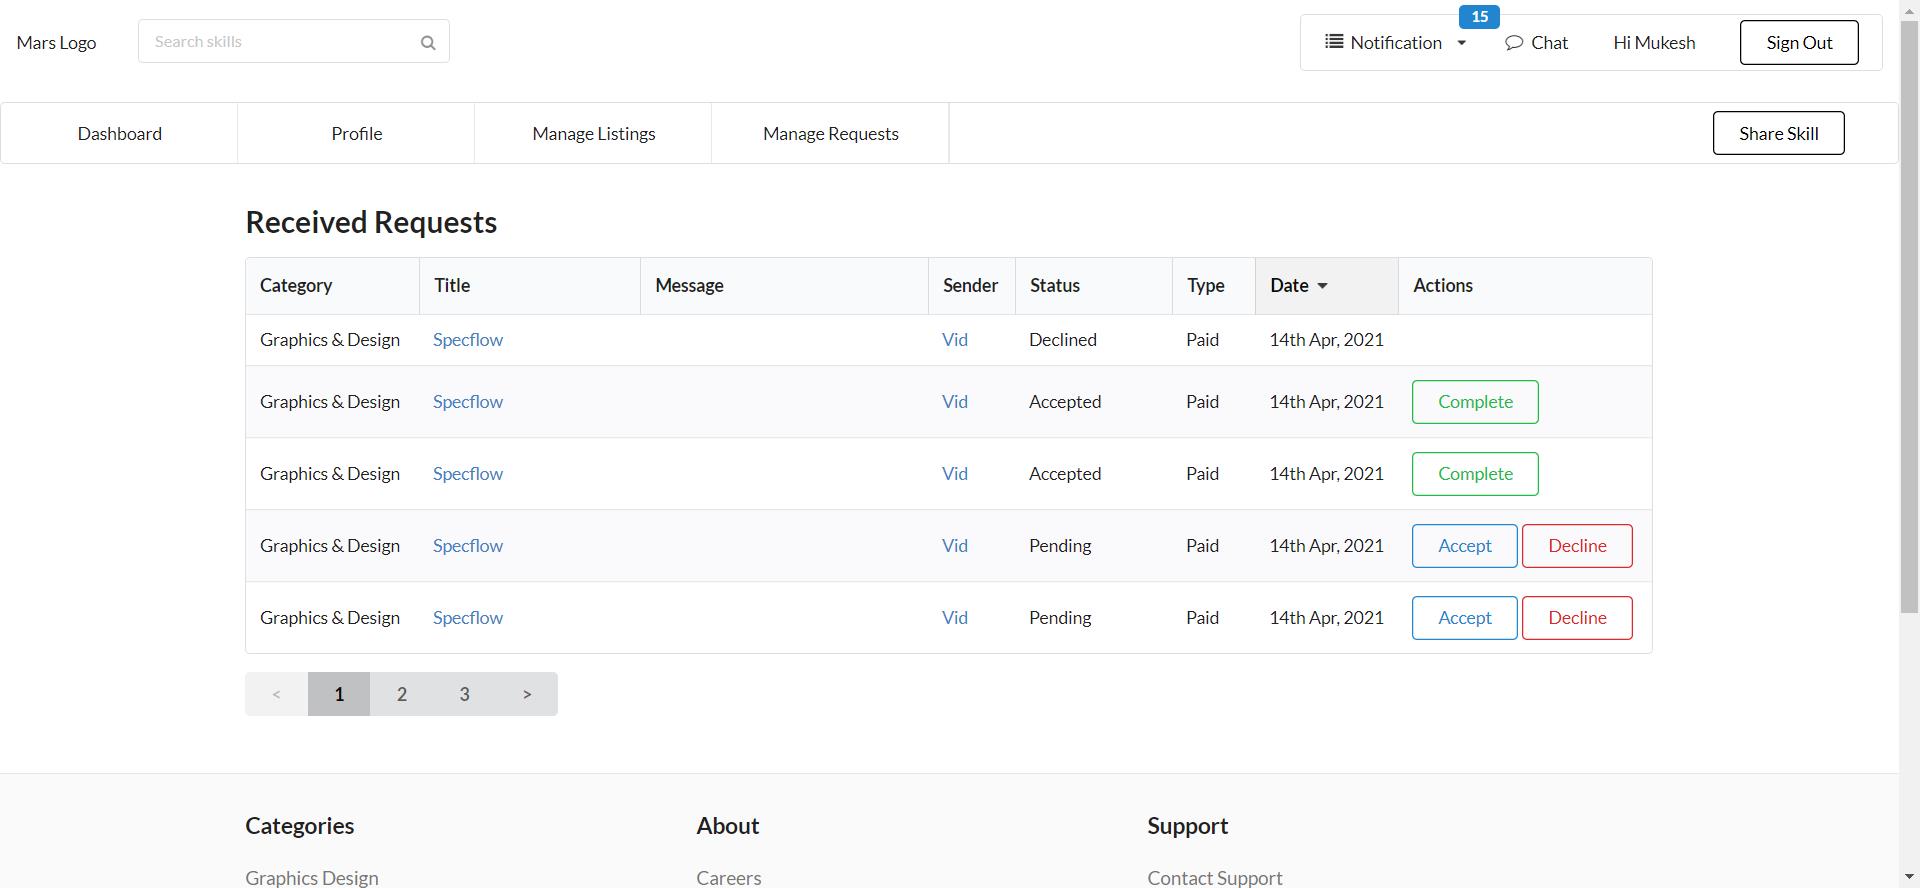 Mars Logo
Search skills
15
Notification
Chat
Hi Mukesh
Sign Out
Dashboard
Profile
Manage Listings
Manage Requests
Share Skill
Received Requests
Category Title Message Sender Status Type Date Actions
Graphics & Design Specflow Vid Declined Paid 14th Apr, 2021
Graphics & Design Specflow Vid Accepted Paid 14th Apr, 2021 Complete
Graphics & Design Specflow Vid Accepted Paid 14th Apr, 2021 Complete
Graphics & Design Specflow Vid Pending Paid 14th Apr, 2021 Accept Decline
Graphics & Design Specflow Vid Pending Paid 14th Apr, 2021 Accept Decline
< 1 2 3 >
Categories About Support
Graphics Design Careers Contact Support